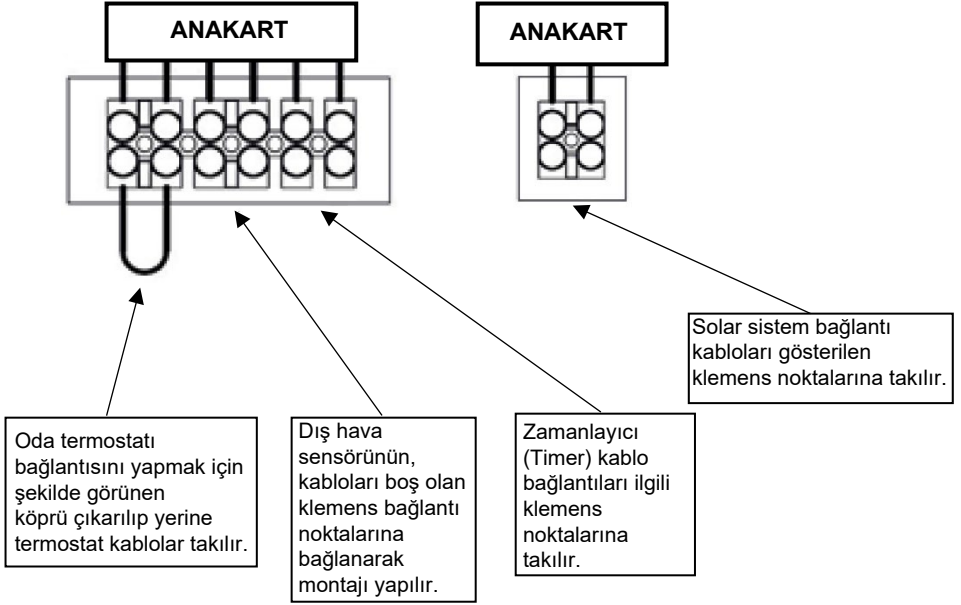 ANAKART
ANAKART
Solar sistem bağlantı
kabloları gösterilen
klemens noktalarına takılır.
Oda termostatı
bağlantısını yapmak için
şekilde görünen
köprü çıkarılıp yerine
termostat kablolar takılır.
Dış hava
sensörünün,
kabloları boş olan
klemens bağlantı
noktalarına
bağlanarak
montajı yapılır.
Zamanlayıcı
(Timer) kablo
bağlantıları ilgili
klemens
noktalarına
takılır.